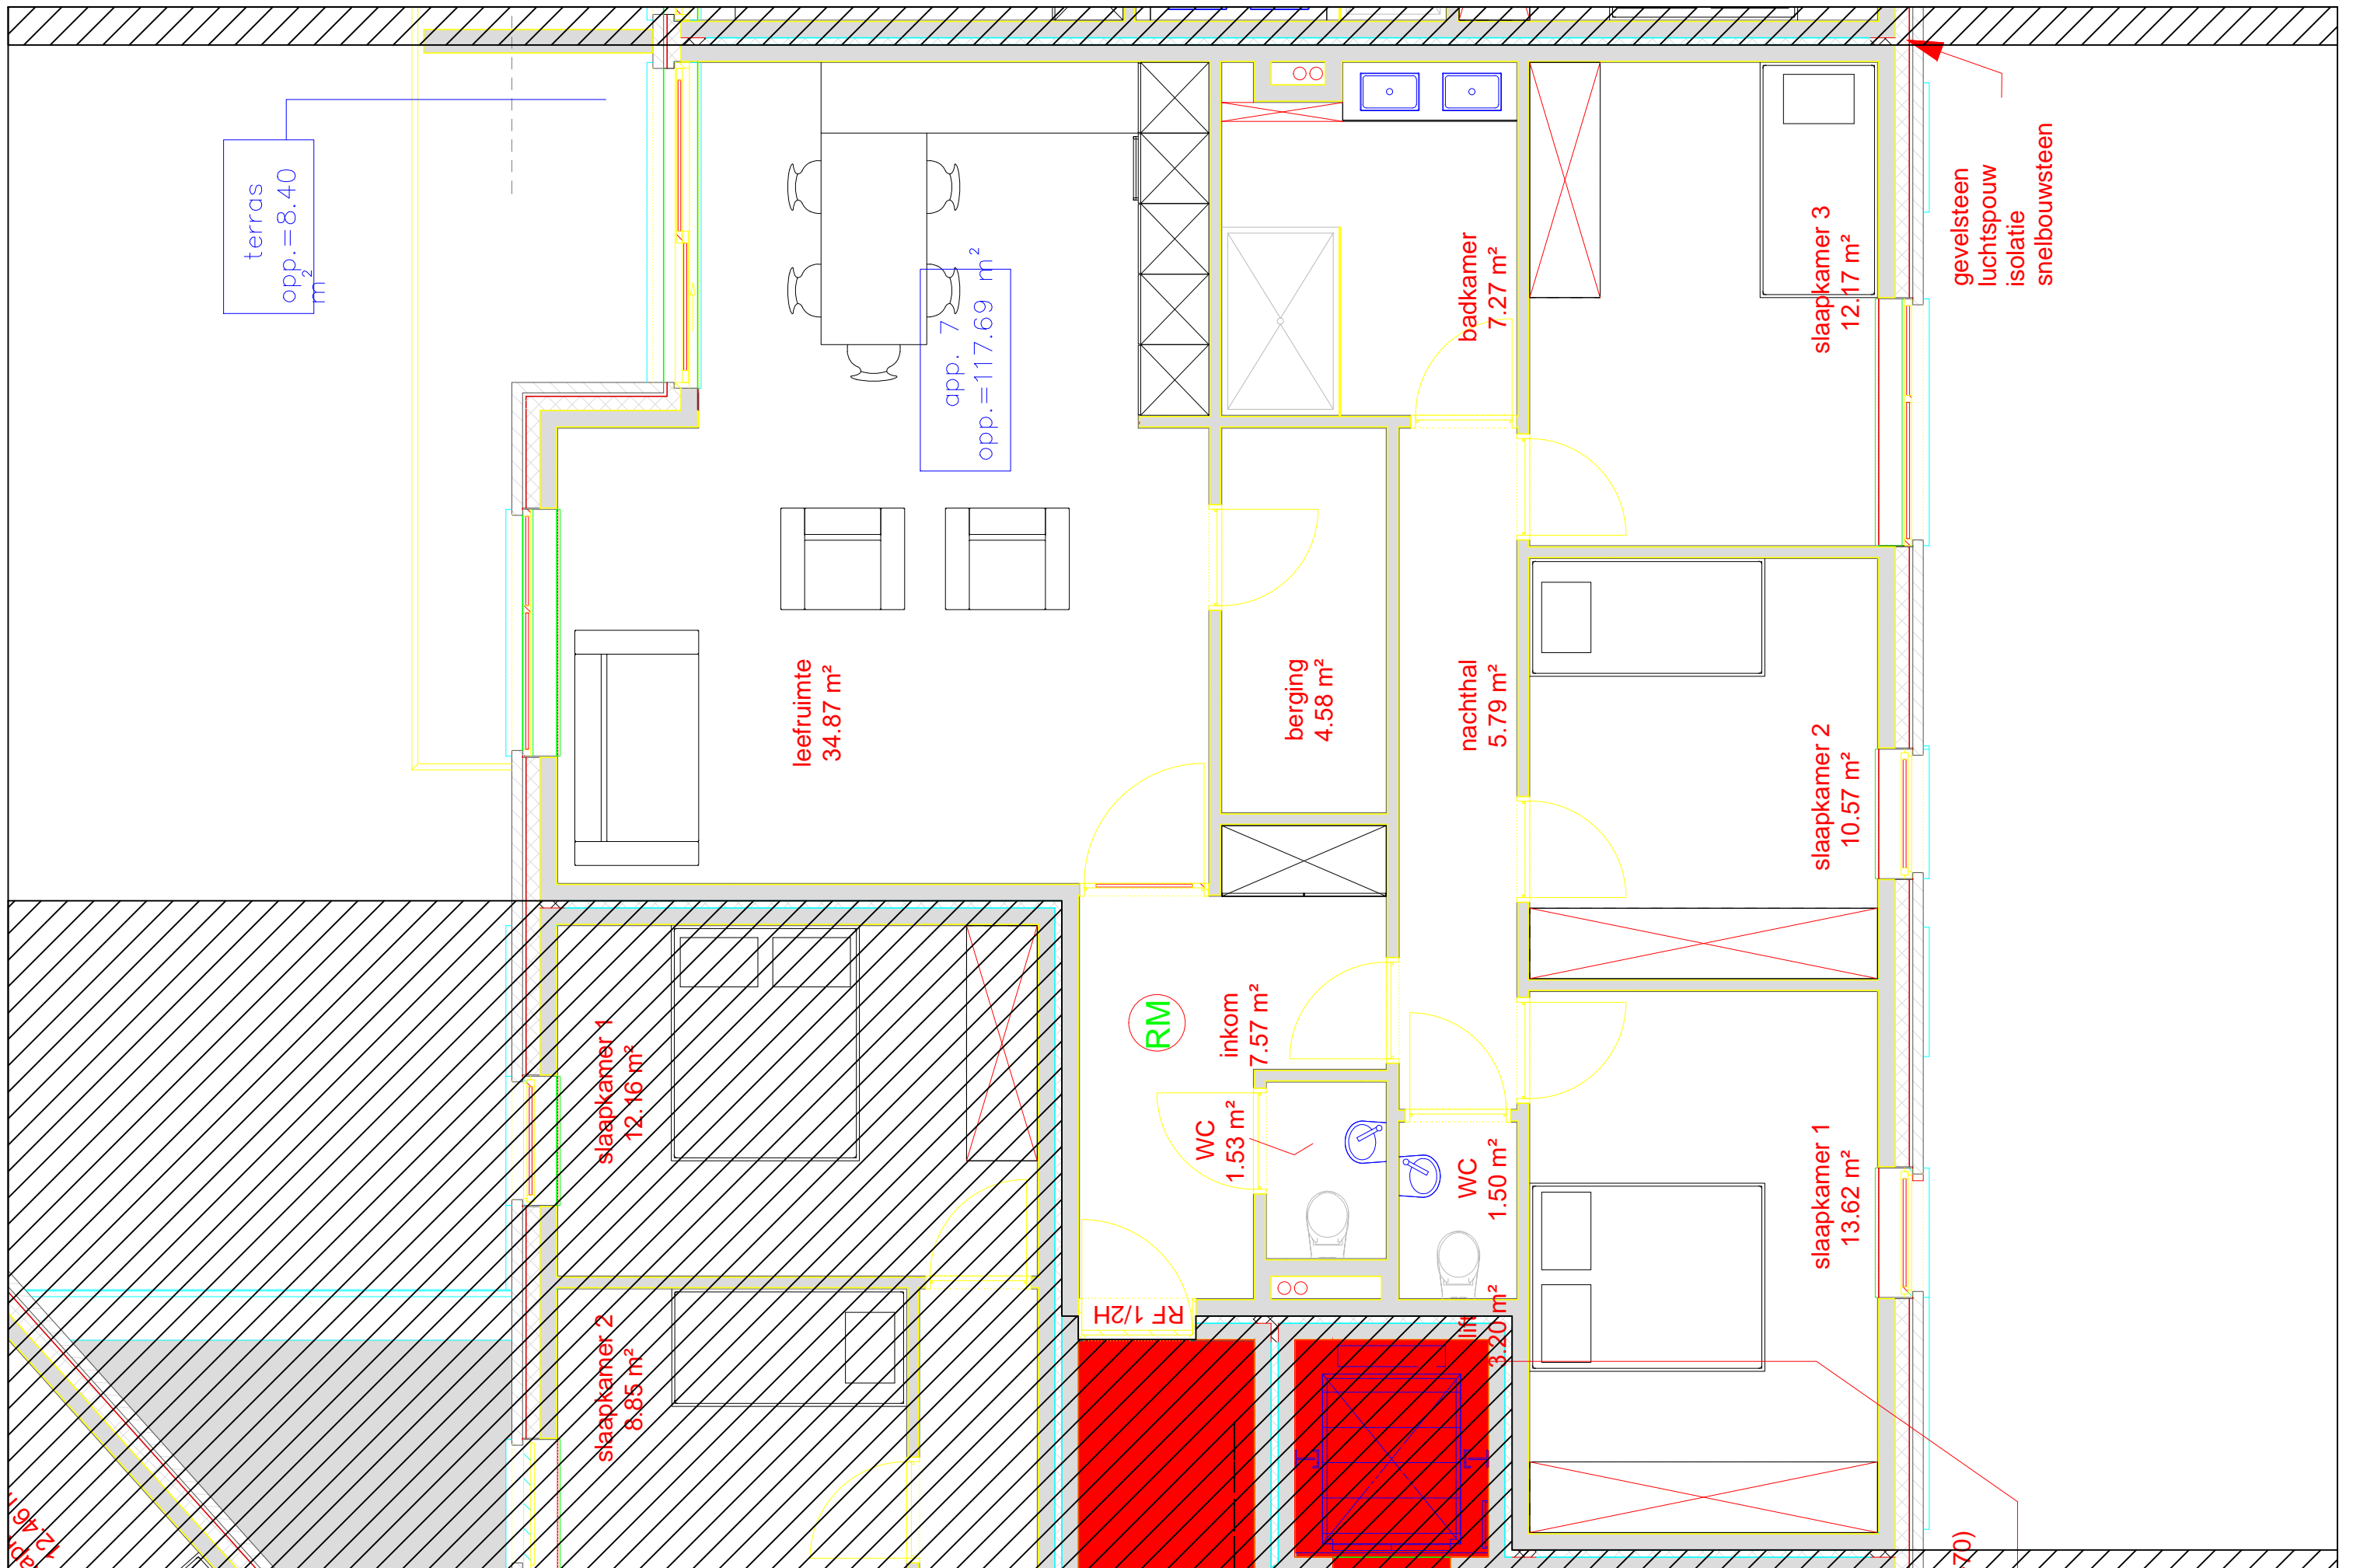 terras
opp.=8.40
m²
app. 7
opp.=117.69 m²
leefruimte
34.87 m²
badkamer
7.27 m²
berging
4.58 m²
nachthal
5.79 m²
slaapkamer 3
12.17 m²
slaapkamer 2
10.57 m²
slaapkamer 1
13.62 m²
gevelsteen
luchtspouw
isolatie
snelbouwsteen
RM
inkom
7.57 m²
WC
1.53 m²
WC
1.50 m²
RF 1/2H
lift
3.20 m²
slaapkamer 1
12.16 m²
slaapkamer 2
8.85 m²
12.46
70)